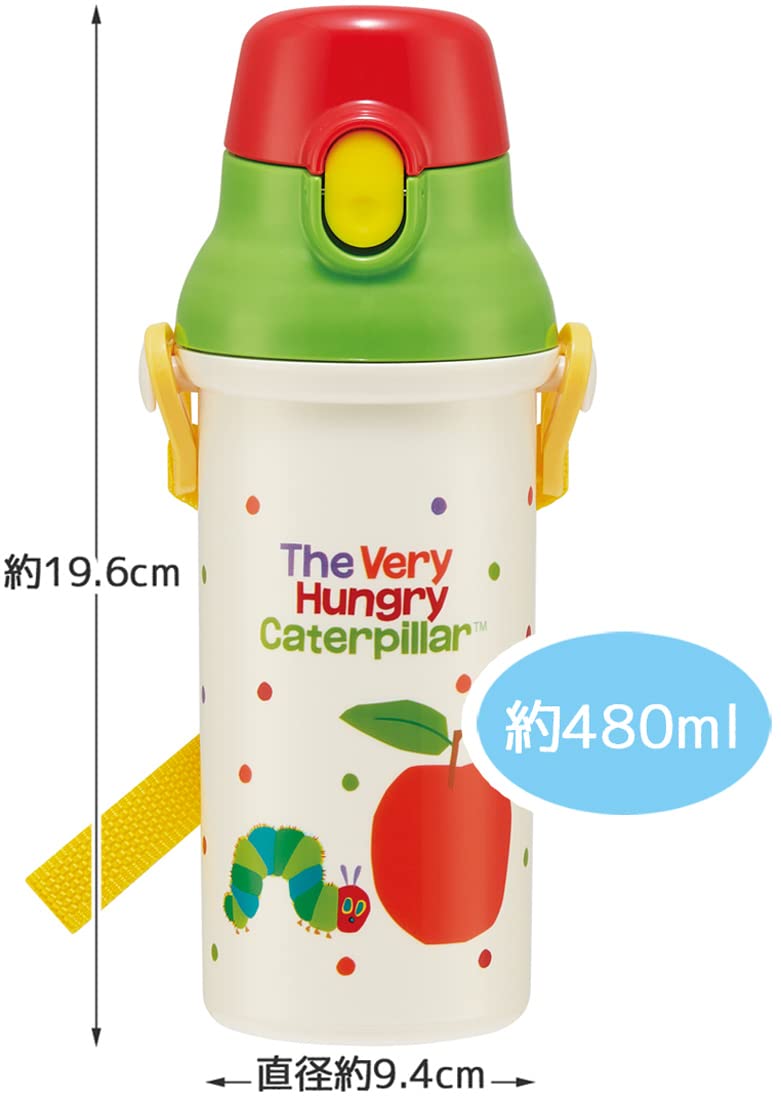 約19.6cm
The Very
Hungry
Caterpillar™
約480ml
直径約9.4cm